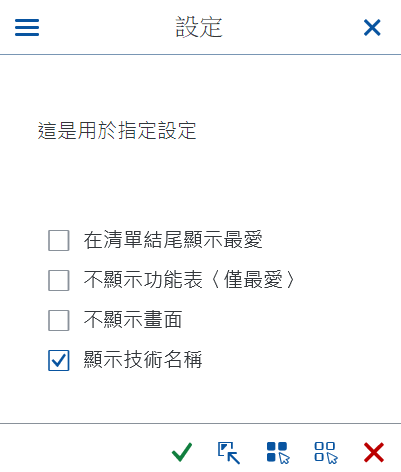 設定
這是用於指定設定
在清單結尾顯示最愛
不顯示功能表〈僅最愛〉
不顯示畫面
顯示技術名稱